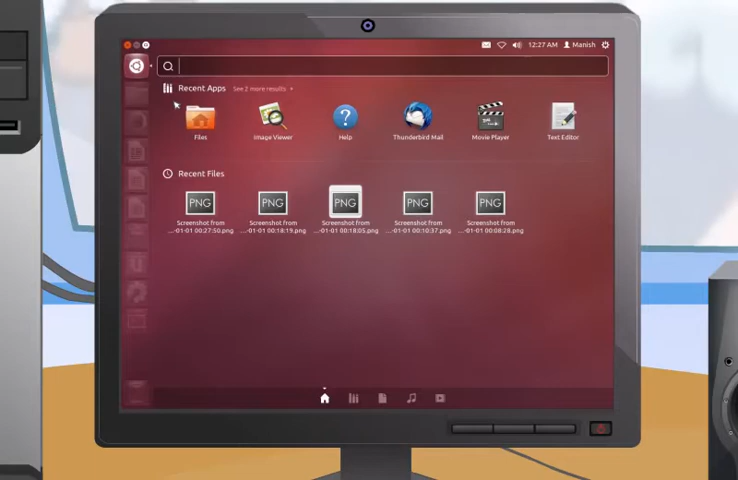 12:27 AM Manish
Recent Apps See 2 more results
Files
Image Viewer
Help
Thunderbird Mail
Movie Player
Text Editor
Recent Files
PNG PNG PNG PNG PNG
Screenshot from
...-01-01 00:27:50.png
Screenshot from
...-01-01 00:18:19.png
Screenshot from
...-01-01 00:18:05.png
Screenshot from
...-01-01 00:10:37.png
Screenshot from
...-01-01 00:08:28.png